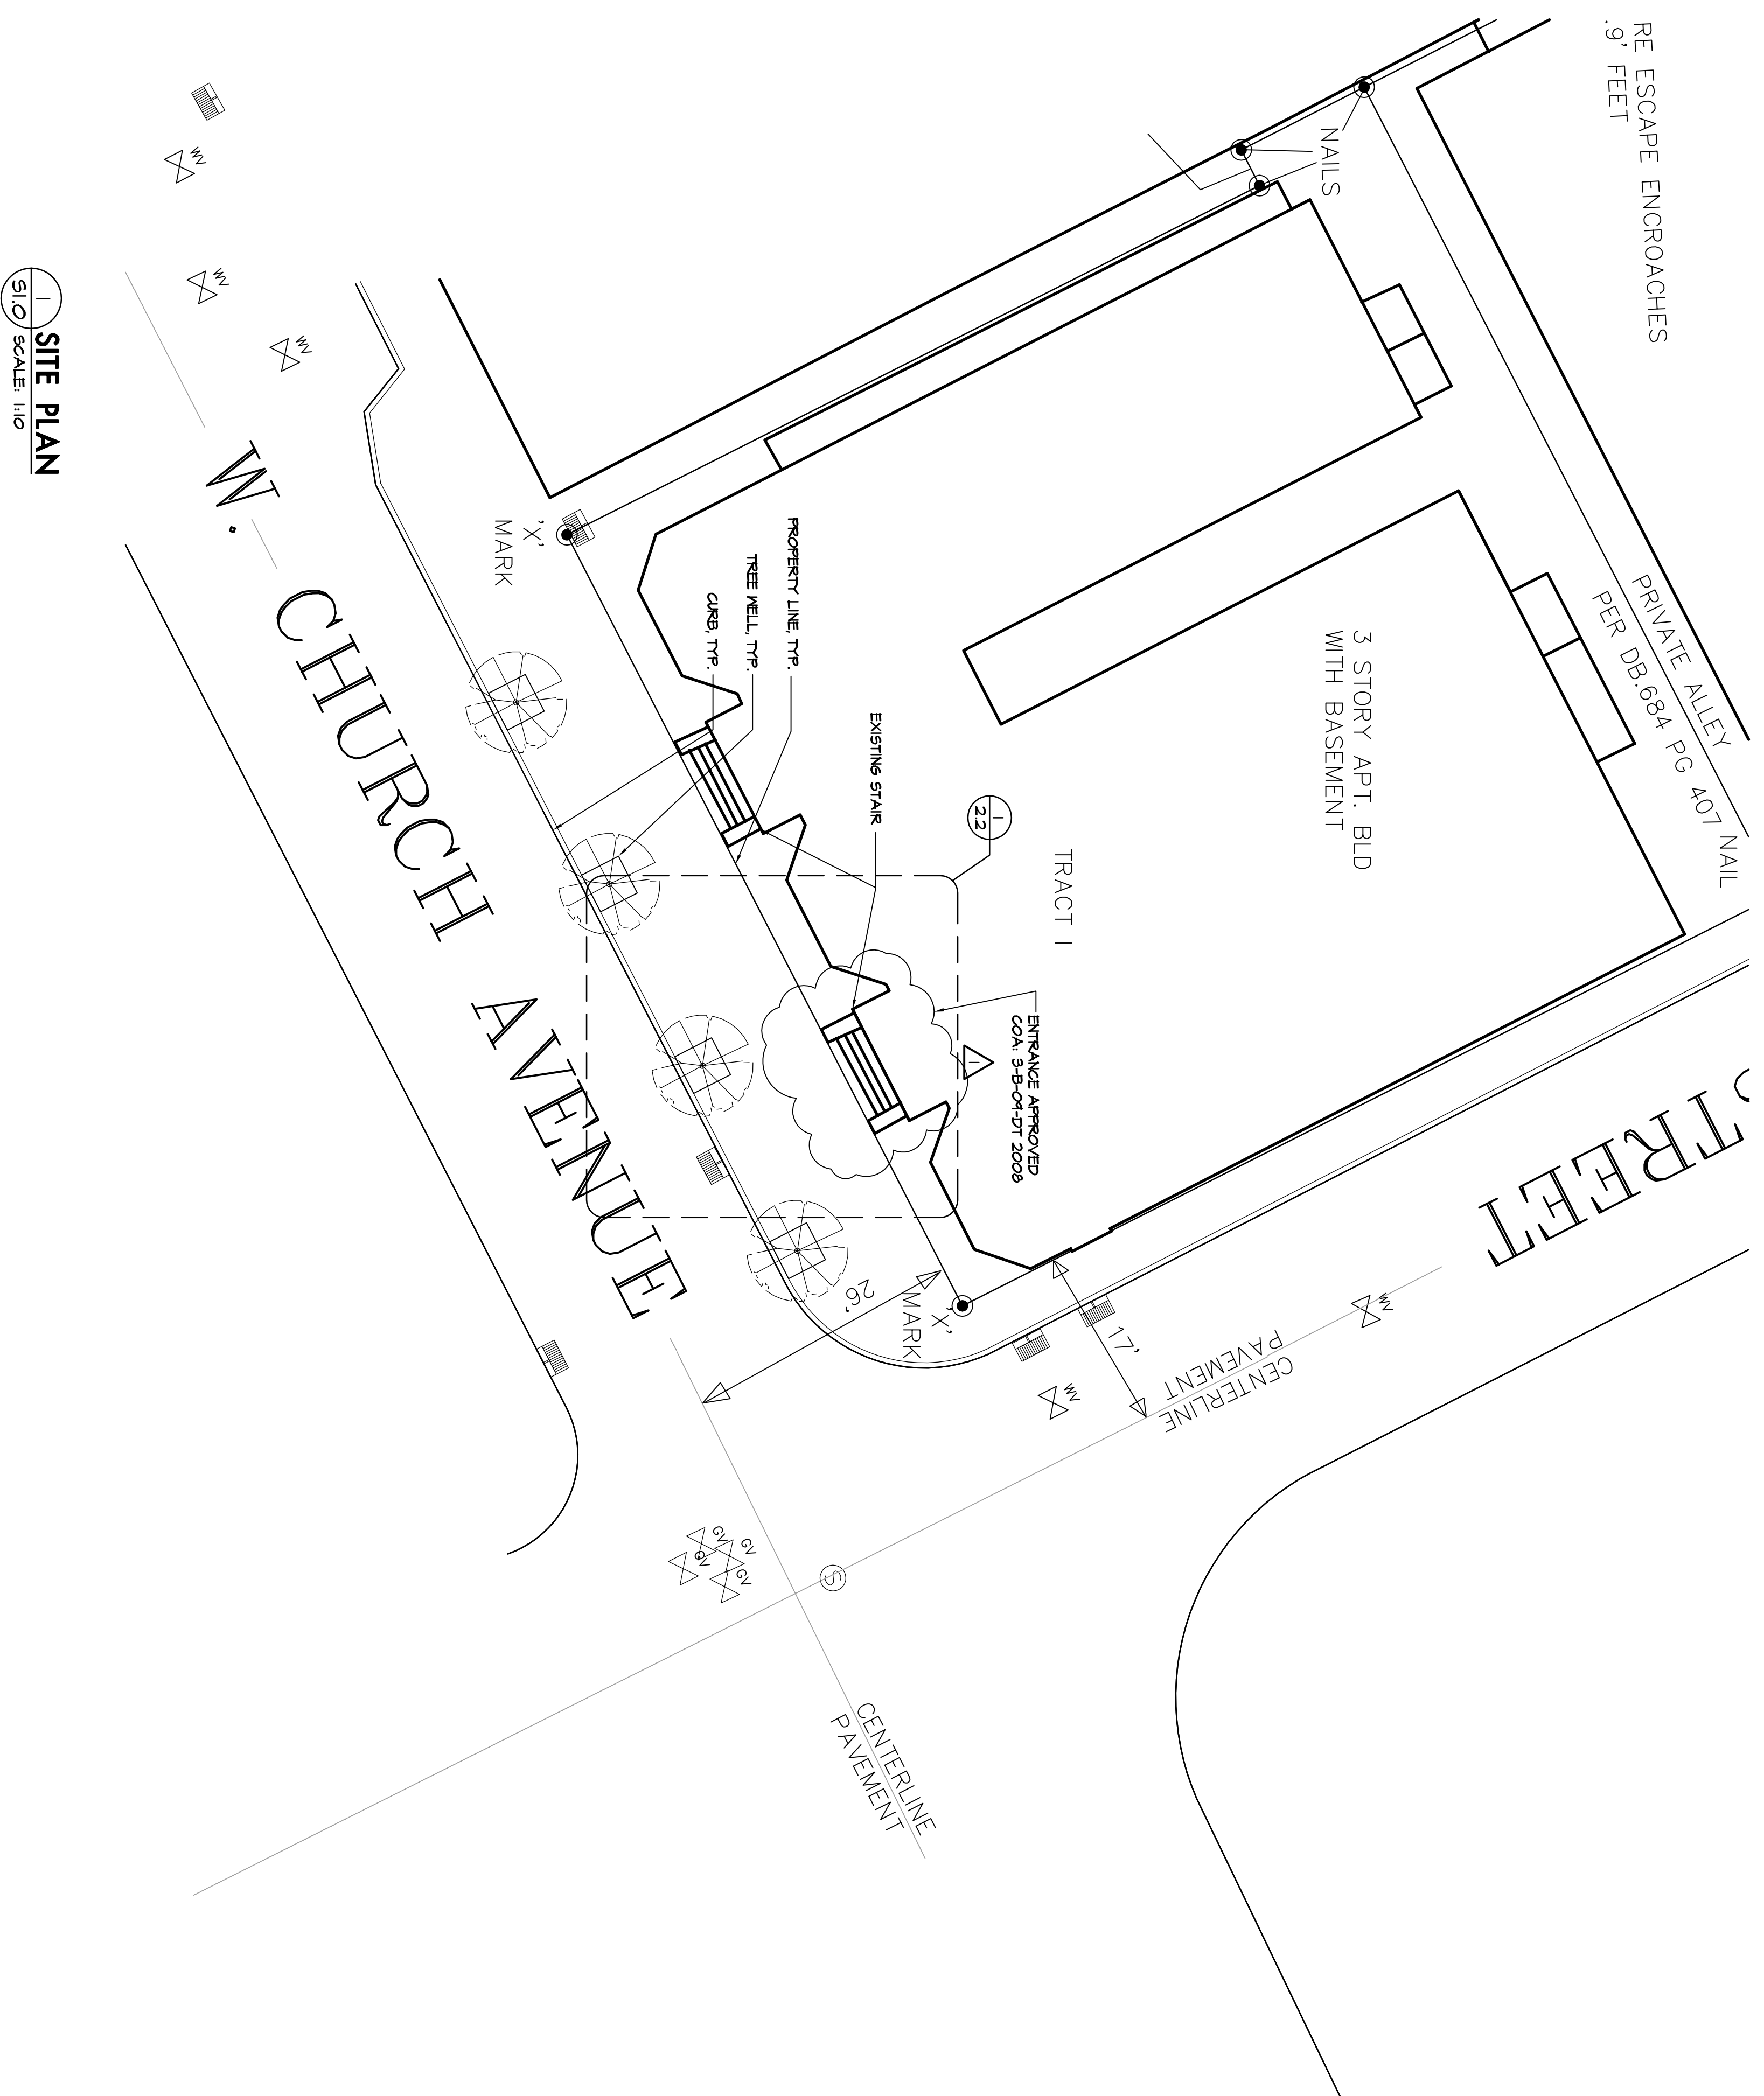 RE ESCAPE ENCROACHES
.9' FEET
NAILS
PRIVATE ALLEY
PER DB.684 PG 407
NAIL
3 STORY APT. BLD
WITH BASEMENT
TRACT 1
STREET
1
2.2
ENTRANCE APPROVED
COA: 3-B-09-DT 2008
1
EXISTING STAIR
PROPERTY LINE, TYP.
TREE WELL, TYP.
CURB, TYP.
'X'
MARK
'X'
MARK
26'
17'
CENTERLINE
PAVEMENT
CENTERLINE
PAVEMENT
W. CHURCH AVENUE
WV
WV
WV
WV
WV
GV
GV
GV
GV
S
1
S1.0
SITE PLAN
SCALE: 1:10